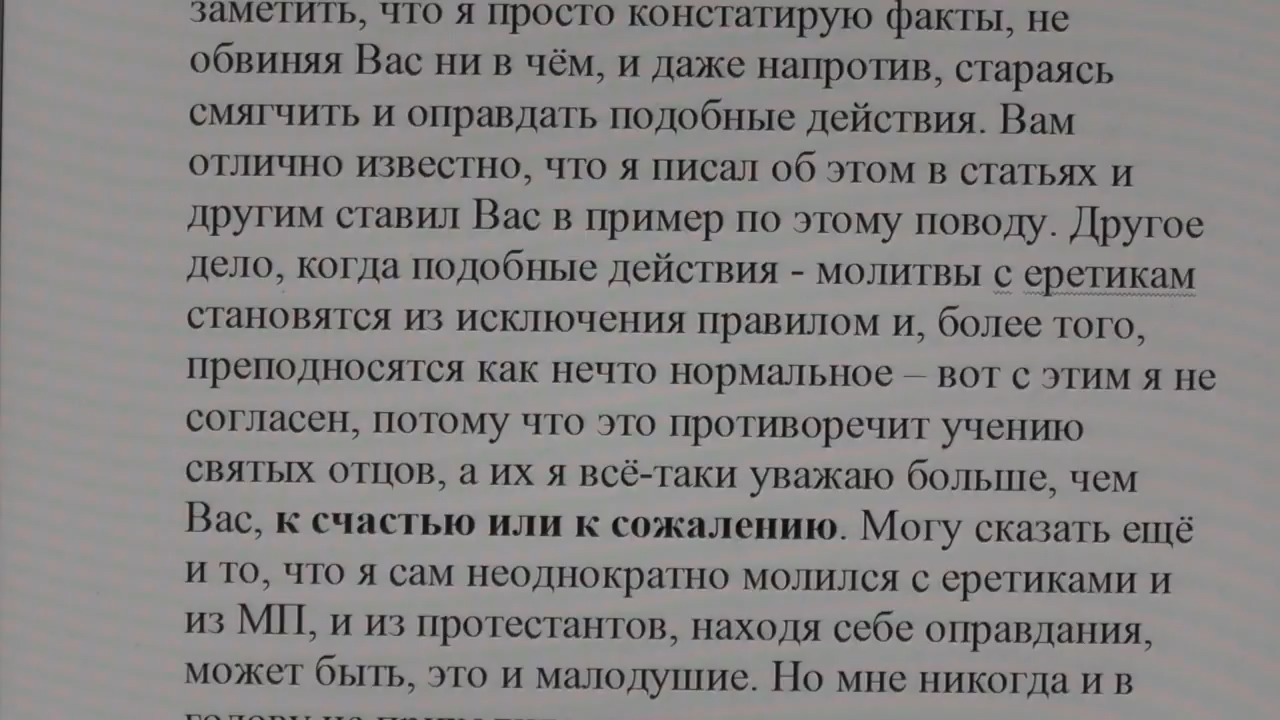 заметить, что я просто констатирую факты, не
обвиняя Вас ни в чём, и даже напротив, стараясь
смягчить и оправдать подобные действия. Вам
отлично известно, что я писал об этом в статьях и
другим ставил Вас в пример по этому поводу. Другое
дело, когда подобные действия - молитвы с еретикам
становятся из исключения правилом и, более того,
преподносятся как нечто нормальное – вот с этим я не
согласен, потому что это противоречит учению
святых отцов, а их я всё-таки уважаю больше, чем
Вас, к счастью или к сожалению. Могу сказать ещё
и то, что я сам неоднократно молился с еретиками и
из МП, и из протестантов, находя себе оправдания,
может быть, это и малодушие. Но мне никогда и в